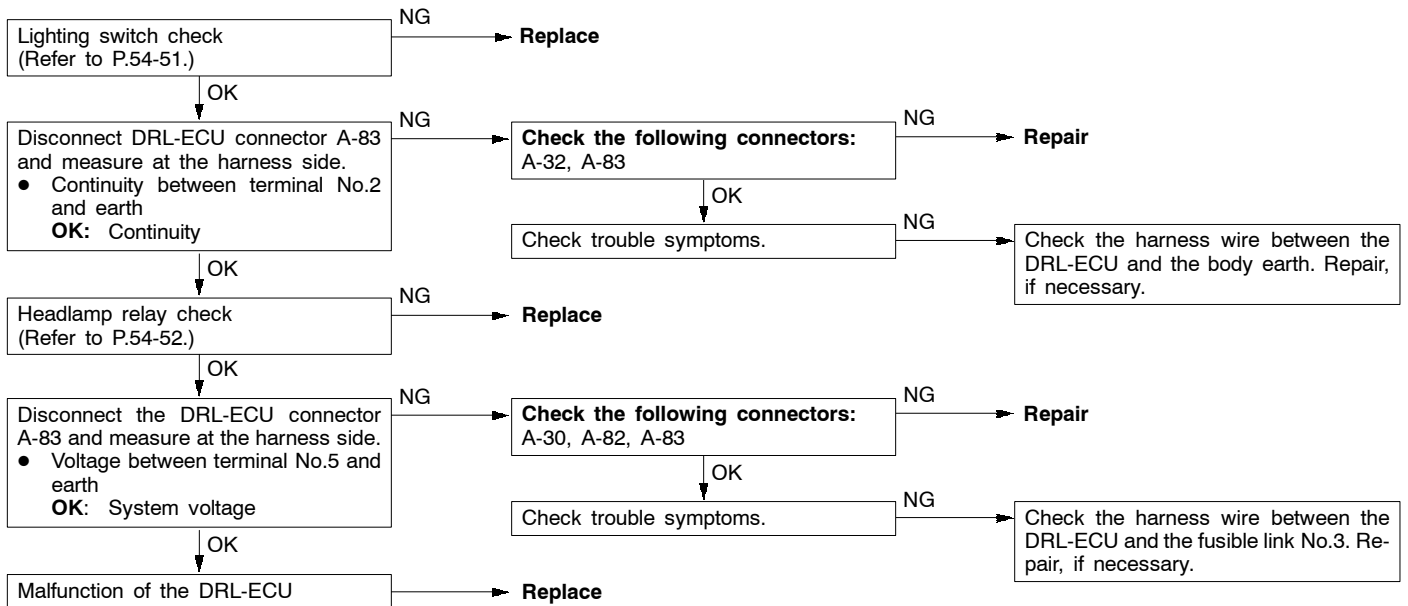 Lighting switch check
(Refer to P.54-51.)
NG
Replace
OK
Disconnect DRL-ECU connector A-83
and measure at the harness side.
● Continuity between terminal No.2
and earth
OK: Continuity
NG
Check the following connectors:
A-32, A-83
NG
Repair
OK
Check trouble symptoms.
NG
Check the harness wire between the
DRL-ECU and the body earth. Repair,
if necessary.
OK
Headlamp relay check
(Refer to P.54-52.)
NG
Replace
OK
Disconnect the DRL-ECU connector
A-83 and measure at the harness side.
● Voltage between terminal No.5 and
earth
OK: System voltage
NG
Check the following connectors:
A-30, A-82, A-83
NG
Repair
OK
Check trouble symptoms.
NG
Check the harness wire between the
DRL-ECU and the fusible link No.3. Re-
pair, if necessary.
OK
Malfunction of the DRL-ECU
Replace